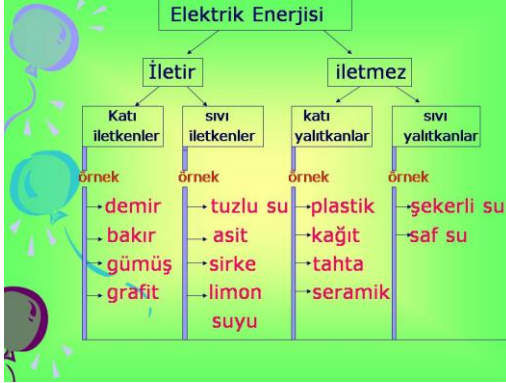 Elektrik Enerjisi
İletir
iletmez
Katı
iletkenler
sıvı
iletkenler
katı
yalıtkanlar
sıvı
yalıtkanlar
örnek
örnek
örnek
örnek
demir
bakır
gümüş
grafit
tuzlu su
asit
sirke
limon
suyu
plastik
kağıt
tahta
seramik
şekerli su
saf su